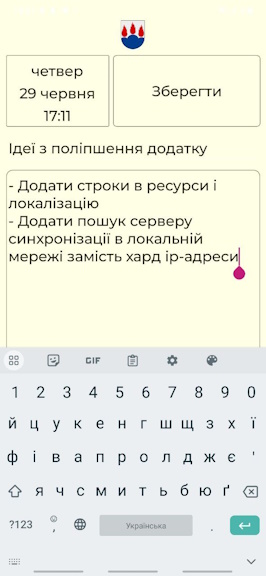 четвер
29 червня
17:11
Зберегти
Ідеї з поліпшення додатку
- Додати строки в ресурси і
локалізацію
- Додати пошук серверу
синхронізації в локальній
мережі замість хард ip-адреси
GIF
1 2 3 4 5 6 7 8 9 0
й ц у к е н г ш щ з х ї
ф і в а п р о л д ж є '
я ч с м и т ь б ю ґ
?123 , Українська .